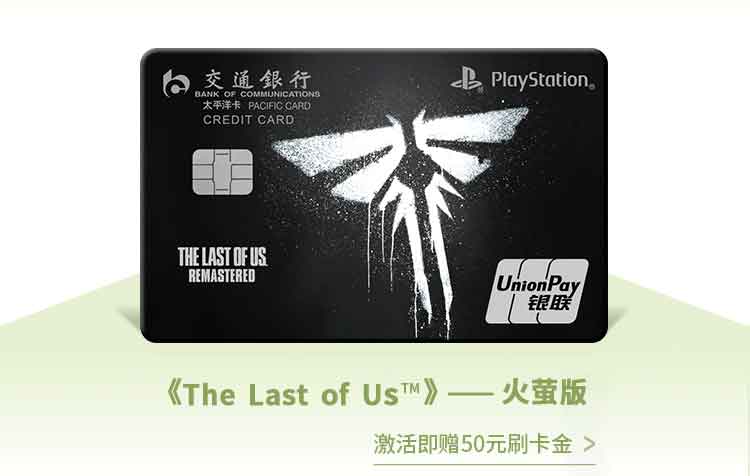 交通銀行
BANK OF COMMUNICATIONS
太平洋卡 PACIFIC CARD
CREDIT CARD
PlayStation®
THE LAST OF US.
REMASTERED
UnionPay
银联
《The Last of Us™》—— 火萤版
激活即赠50元刷卡金 >